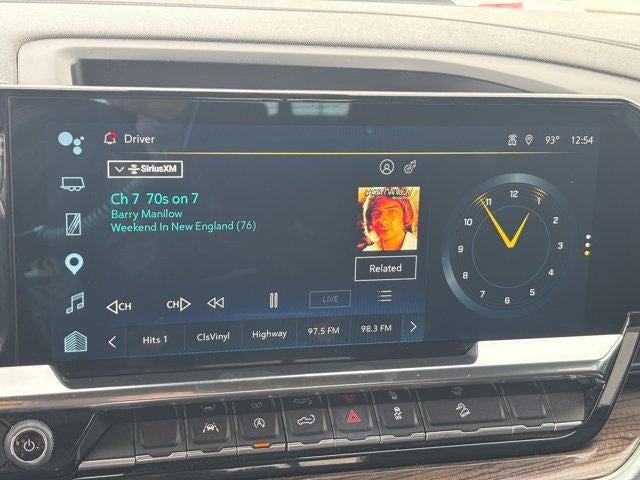 Driver
93° 12:54
SiriusXM
Ch 7 70s on 7
Barry Manilow
Weekend In New England (76)
BARRY MANILOW
Related
CH CH LIVE
Hits 1 ClsVinyl Highway 97.5 FM 98.3 FM
12
1
2
3
4
5
6
7
8
9
10
11